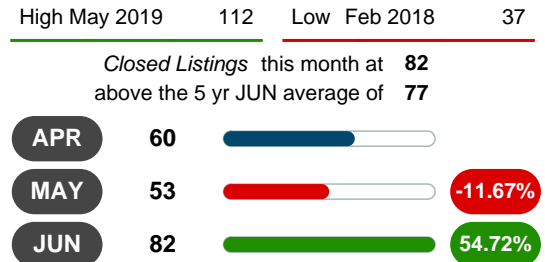 High May 2019 112 Low Feb 2018 37
Closed Listings this month at 82
above the 5 yr JUN average of 77
APR 60
MAY 53 -11.67%
JUN 82 54.72%